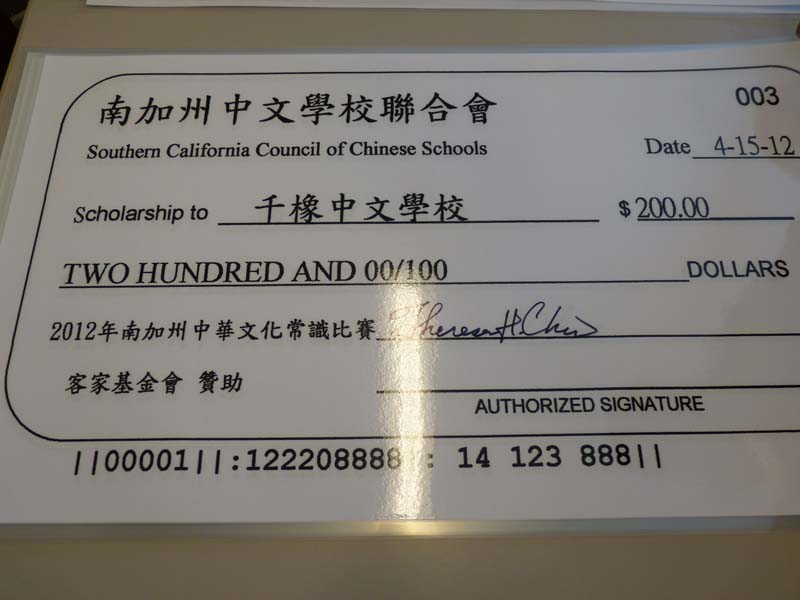 南加州中文學校聯合會 003
Southern California Council of Chinese Schools Date 4-15-12
Scholarship to 千橡中文學校 $ 200.00
TWO HUNDRED AND 00/100 DOLLARS
2012年南加州中華文化常識比賽
客家基金會 贊助
AUTHORIZED SIGNATURE
||00001||:122208888 : 14 123 888||